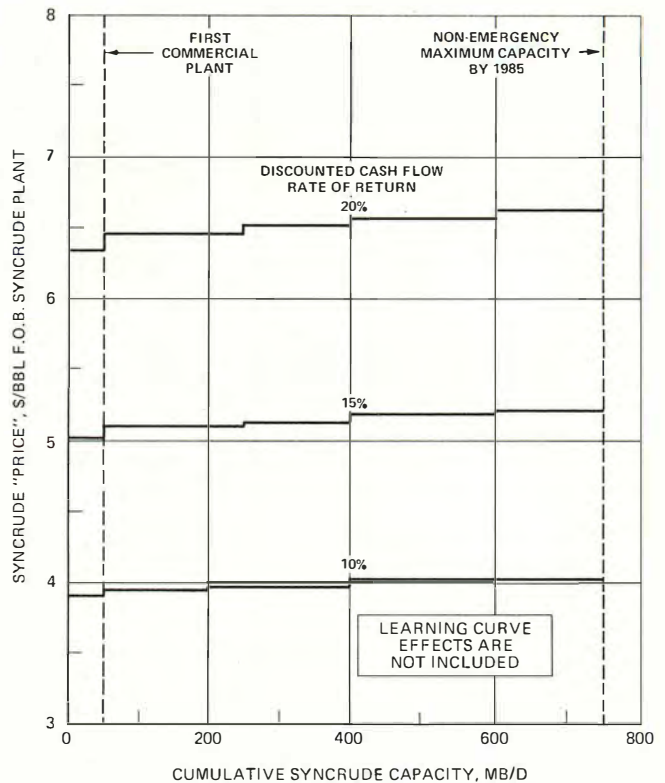 8
7
6
5
4
3
SYNCRUDE "PRICE", $/BBL F.O.B. SYNCRUDE PLANT
FIRST
COMMERCIAL
PLANT
NON-EMERGENCY
MAXIMUM CAPACITY
BY 1985
DISCOUNTED CASH FLOW
RATE OF RETURN
20%
15%
10%
LEARNING CURVE
EFFECTS ARE
NOT INCLUDED
0
200
400
600
800
CUMULATIVE SYNCRUDE CAPACITY, MB/D